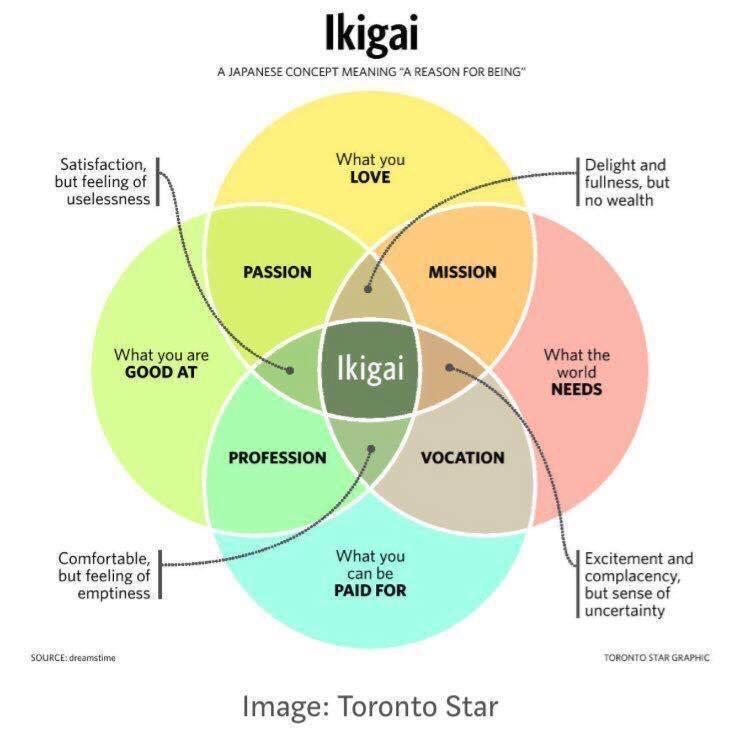 Ikigai
A JAPANESE CONCEPT MEANING “A REASON FOR BEING”
Satisfaction,
but feeling of
uselessness
What you
LOVE
Delight and
fullness, but
no wealth
PASSION
MISSION
What you are
GOOD AT
Ikigai
What the
world
NEEDS
PROFESSION
VOCATION
Comfortable,
but feeling of
emptiness
What you
can be
PAID FOR
Excitement and
complacency,
but sense of
uncertainty
SOURCE: dreamstime
TORONTO STAR GRAPHIC
Image: Toronto Star